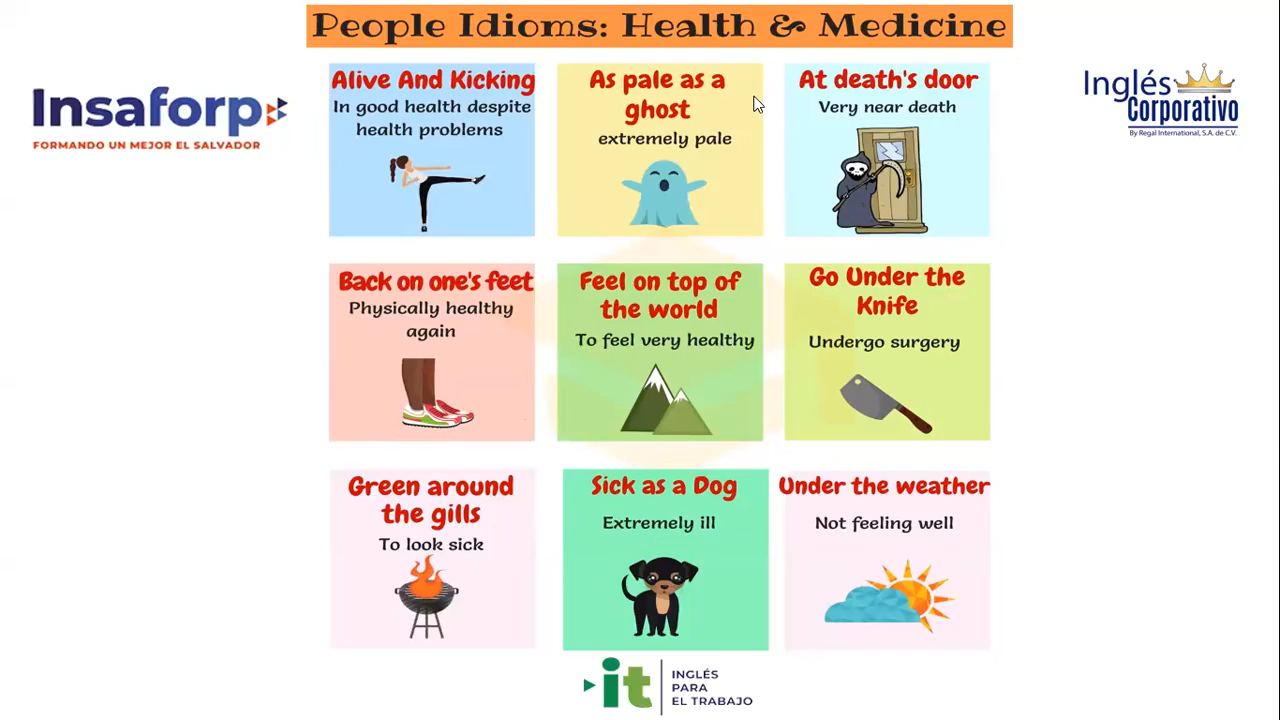 People Idioms: Health & Medicine
Insaforp
FORMANDO UN MEJOR EL SALVADOR
Inglés
Corporativo
By Regal International, S.A. de C.V.
Alive And Kicking
In good health despite
health problems
As pale as a
ghost
extremely pale
At death's door
Very near death
Back on one's feet
Physically healthy
again
Feel on top of
the world
To feel very healthy
Go Under the
Knife
Undergo surgery
Green around
the gills
To look sick
Sick as a Dog
Extremely ill
Under the weather
Not feeling well
it
INGLÉS
PARA
EL TRABAJO